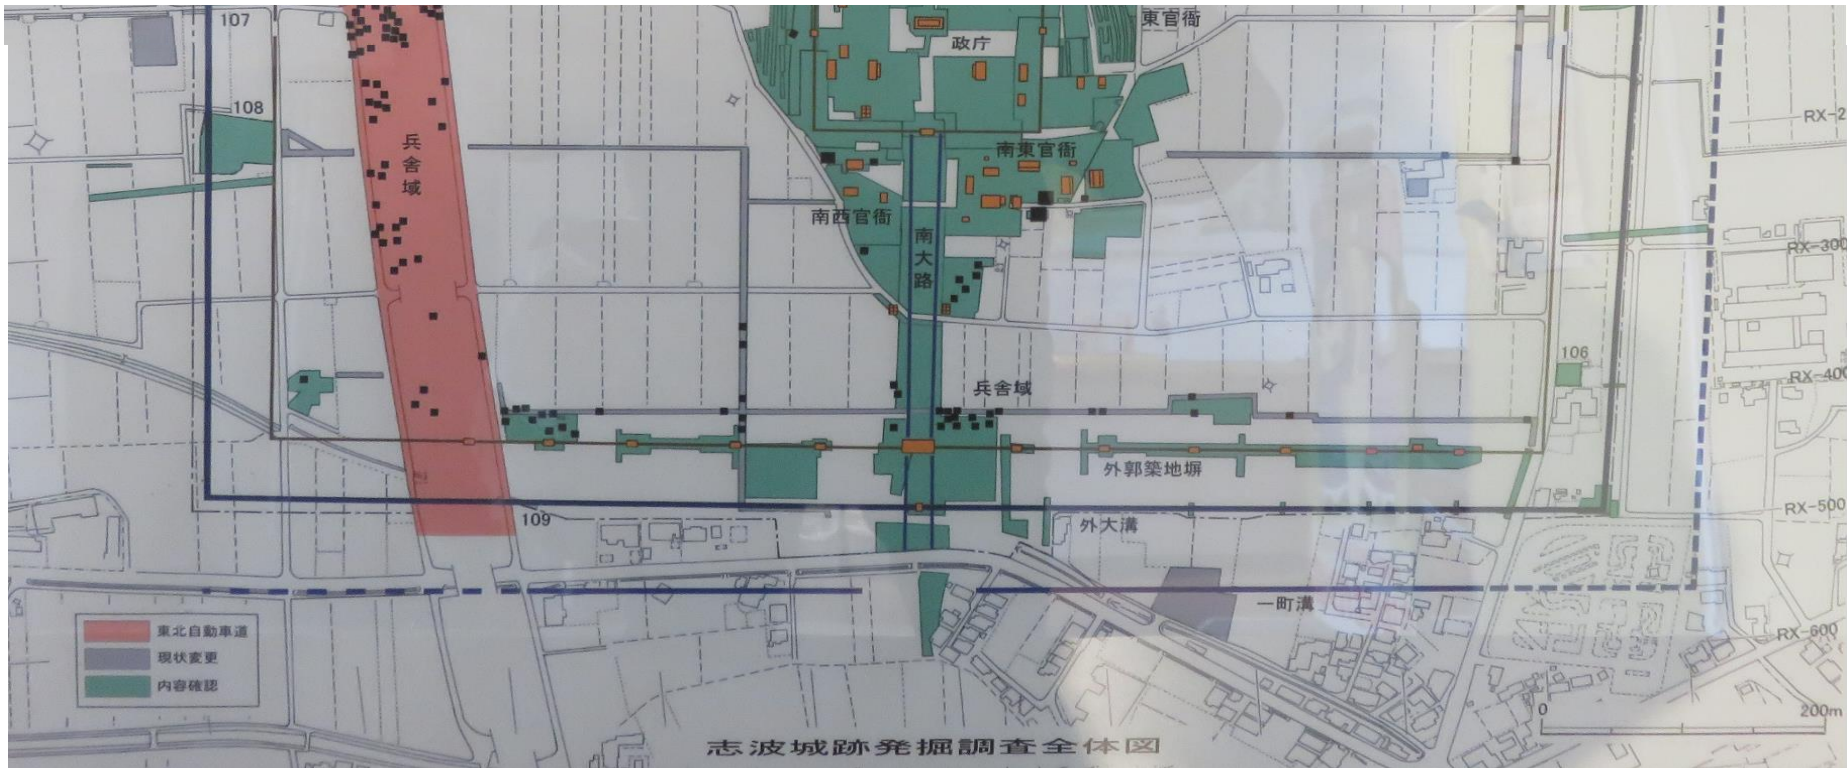 107
東官衙
政庁
108
RX-2
兵舎域
南東官衙
南西官衙
南大路
RX-300
106
RX-400
兵舎域
外郭築地塀
RX-500
109
外大溝
一町溝
東北自動車道
現状変更
内容確認
RX-600
0
200m
志波城跡発掘調査全体図